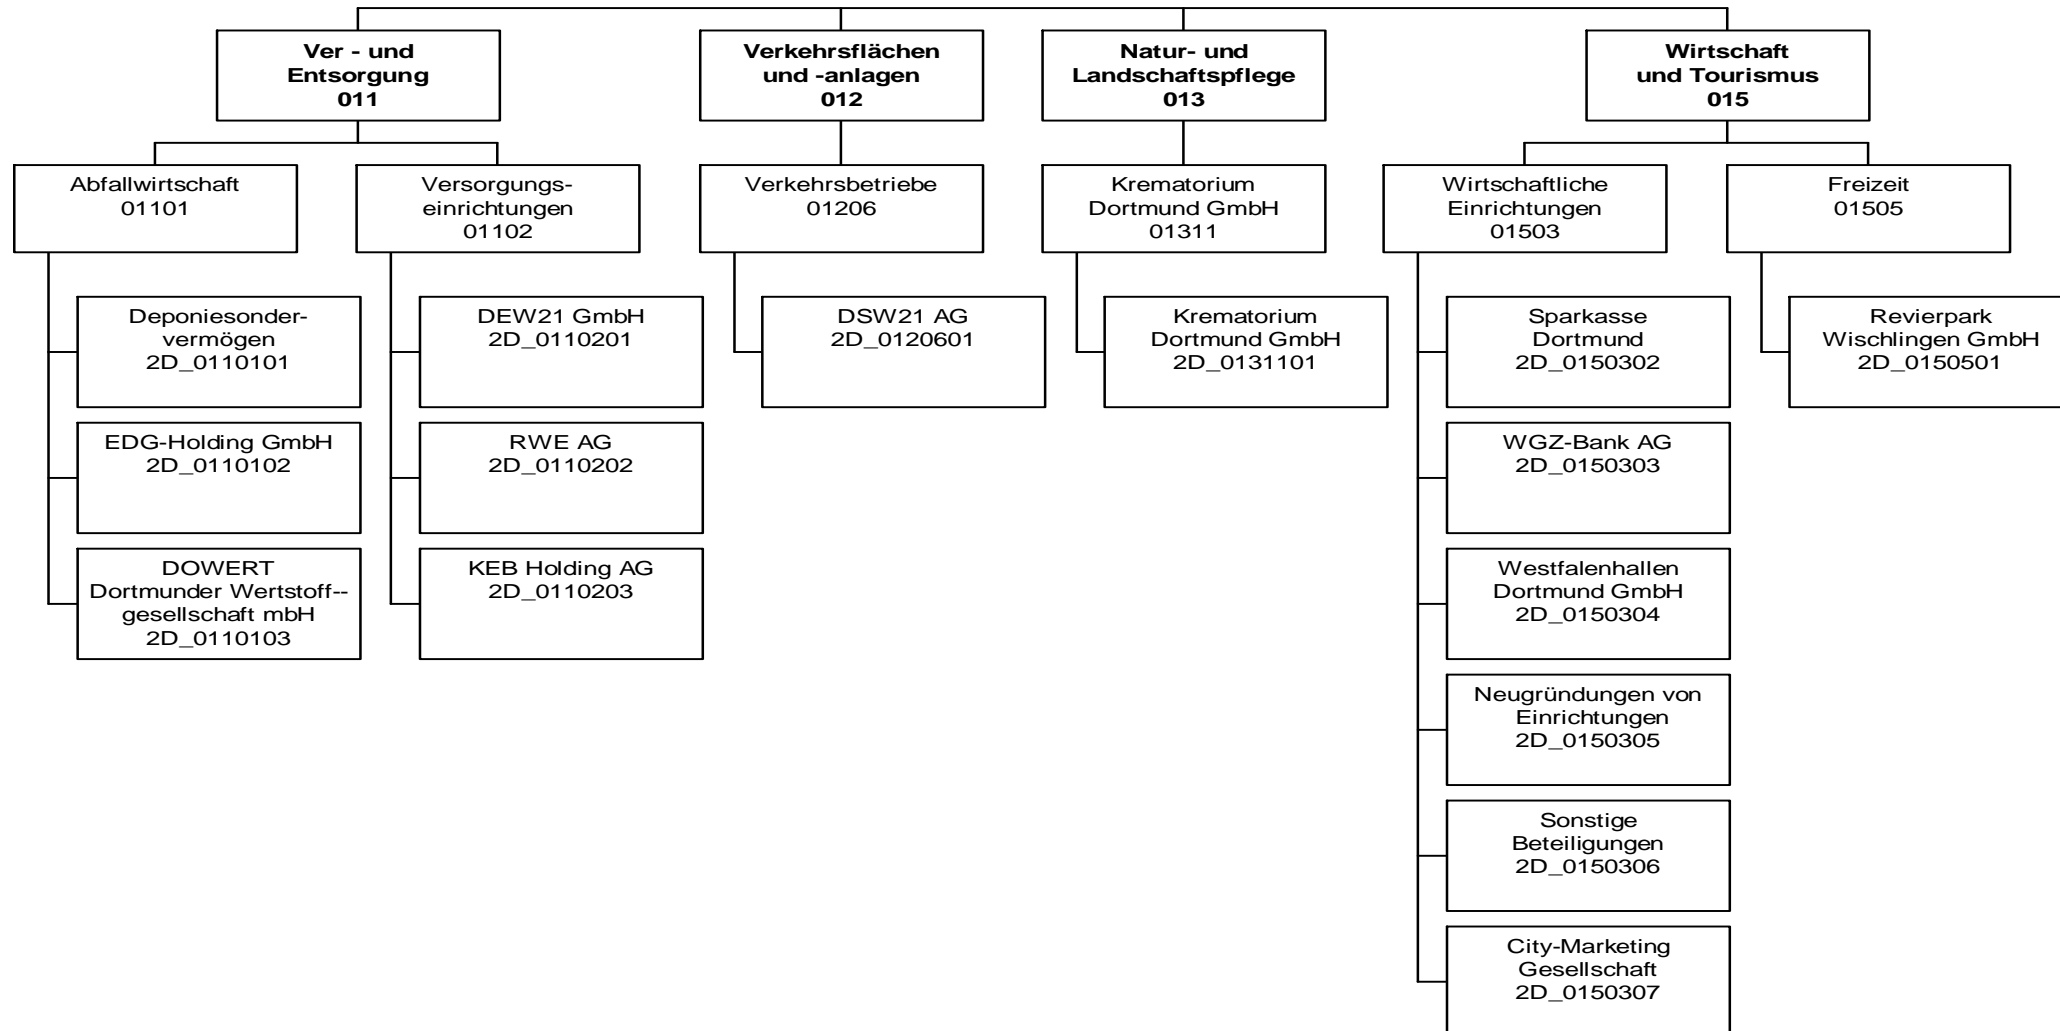 Ver - und
Entsorgung
011
Verkehrsflächen
und -anlagen
012
Natur- und
Landschaftspflege
013
Wirtschaft
und Tourismus
015
Abfallwirtschaft
01101
Versorgungs-
einrichtungen
01102
Verkehrsbetriebe
01206
Krematorium
Dortmund GmbH
01311
Wirtschaftliche
Einrichtungen
01503
Freizeit
01505
Deponiesonder-
vermögen
2D_0110101
DEW21 GmbH
2D_0110201
DSW21 AG
2D_0120601
Krematorium
Dortmund GmbH
2D_0131101
Sparkasse
Dortmund
2D_0150302
Revierpark
Wischlingen GmbH
2D_0150501
EDG-Holding GmbH
2D_0110102
RWE AG
2D_0110202
WGZ-Bank AG
2D_0150303
DOWERT
Dortmunder Wertstoff--
gesellschaft mbH
2D_0110103
KEB Holding AG
2D_0110203
Westfalenhallen
Dortmund GmbH
2D_0150304
Neugründungen von
Einrichtungen
2D_0150305
Sonstige
Beteiligungen
2D_0150306
City-Marketing
Gesellschaft
2D_0150307